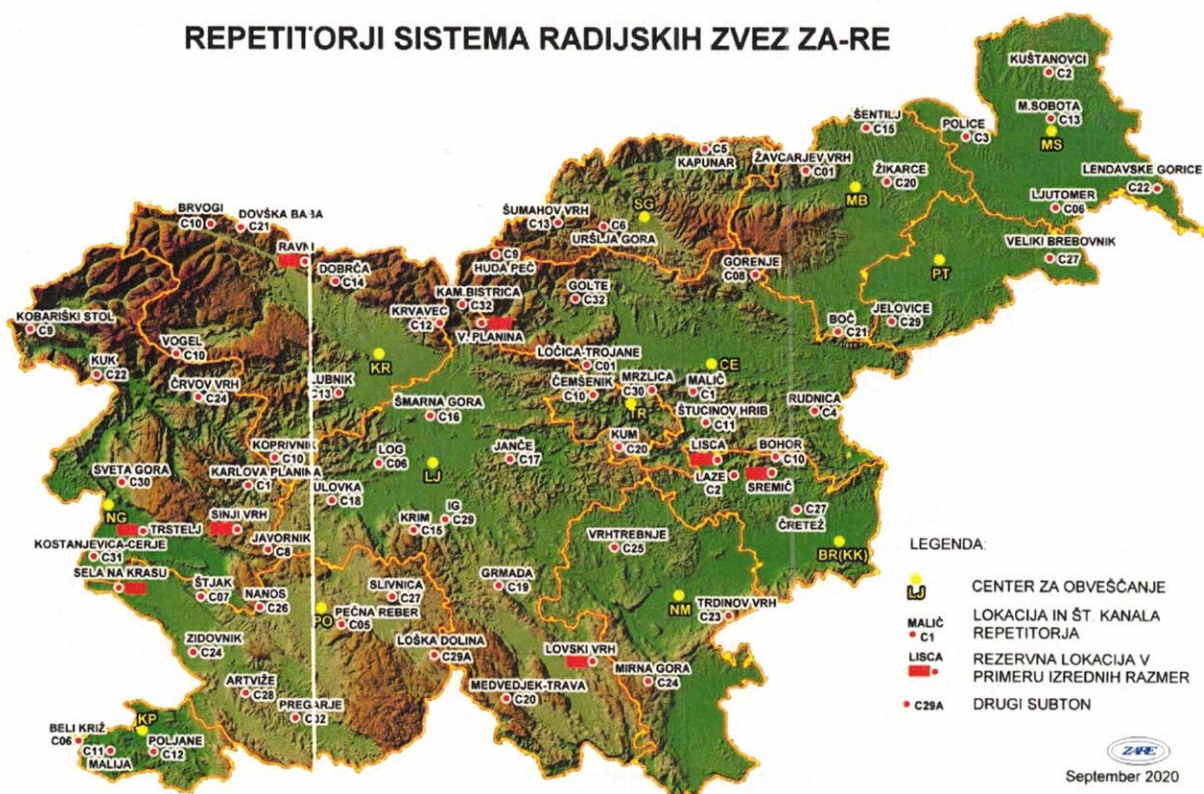 REPETITORJI SISTEMA RADIJSKIH ZVEZ ZA-RE
KUŠTANOVCI
C2
M.SOBOTA
C13
MS
ŠENTILJ
C15
POLICE
C3
C5
KAPUNAR
ŽAVCARJEV VRH
C01
ŽIKARCE
C20
MB
LENDAVSKE GORICE
C22
LJUTOMER
C06
BRVOGI
C10
DOVŠKA BABA
C21
ŠUMAHOV VRH
C13
C6
URŠLJA GORA
SG
VELIKI BREBOVNIK
C27
PT
RAVNI
DOBRČA
C14
C9
HUDA PEČ
GORENJE
C08
KAM.BISTRICA
C32
GOLTE
C32
KRVAVEC
C12
V. PLANINA
KOBARIŠKI STOL
C9
BOČ
C21
JELOVICE
C29
VOGEL
C10
KUK
C22
KR
LOČICA-TROJANE
C01
CE
ČRVOV VRH
C24
LUBNIK
C13
ČEMŠENIK
C10
MRZLICA
C30
MALIČ
C1
TR
ŠTUCINOV HRIB
C11
RUDNICA
C4
ŠMARNA GORA
C16
KOPRIVNIK
C10
LOG
C06
LJ
JANČE
C17
KUM
C20
LISCA
BOHOR
C10
SVETA GORA
C30
KARLOVA PLANINA
C1
LAZE
C2
SREMIČ
ULOVKA
C18
NG
TRSTELJ
SINJI VRH
IG
C29
KRIM
C15
C27
ČRETEŽ
KOSTANJEVICA-CERJE
C31
JAVORNIK
C8
VRHTREBNJE
C25
BR(KK)
SELA NA KRASU
ŠTJAK
C07
NANOS
C26
SLIVNICA
C27
GRMADA
C19
PO
PEČNA REBER
C05
NM
TRDINOV VRH
C23
ZIDOVNIK
C24
LOŠKA DOLINA
C29A
LOVSKI VRH
MIRNA GORA
C24
ARTVIŽE
C28
MEDVEDJEK-TRAVA
C20
PREGARJE
C02
BELI KRIŽ
C06
KP
C11
MALIJA
POLJANE
C12
LEGENDA:
LJ
CENTER ZA OBVEŠČANJE
MALIČ
C1
LOKACIJA IN ŠT. KANALA
REPETITORJA
LISCA
REZERVNA LOKACIJA V
PRIMERU IZREDNIH RAZMER
C29A
DRUGI SUBTON
ZARE
September 2020